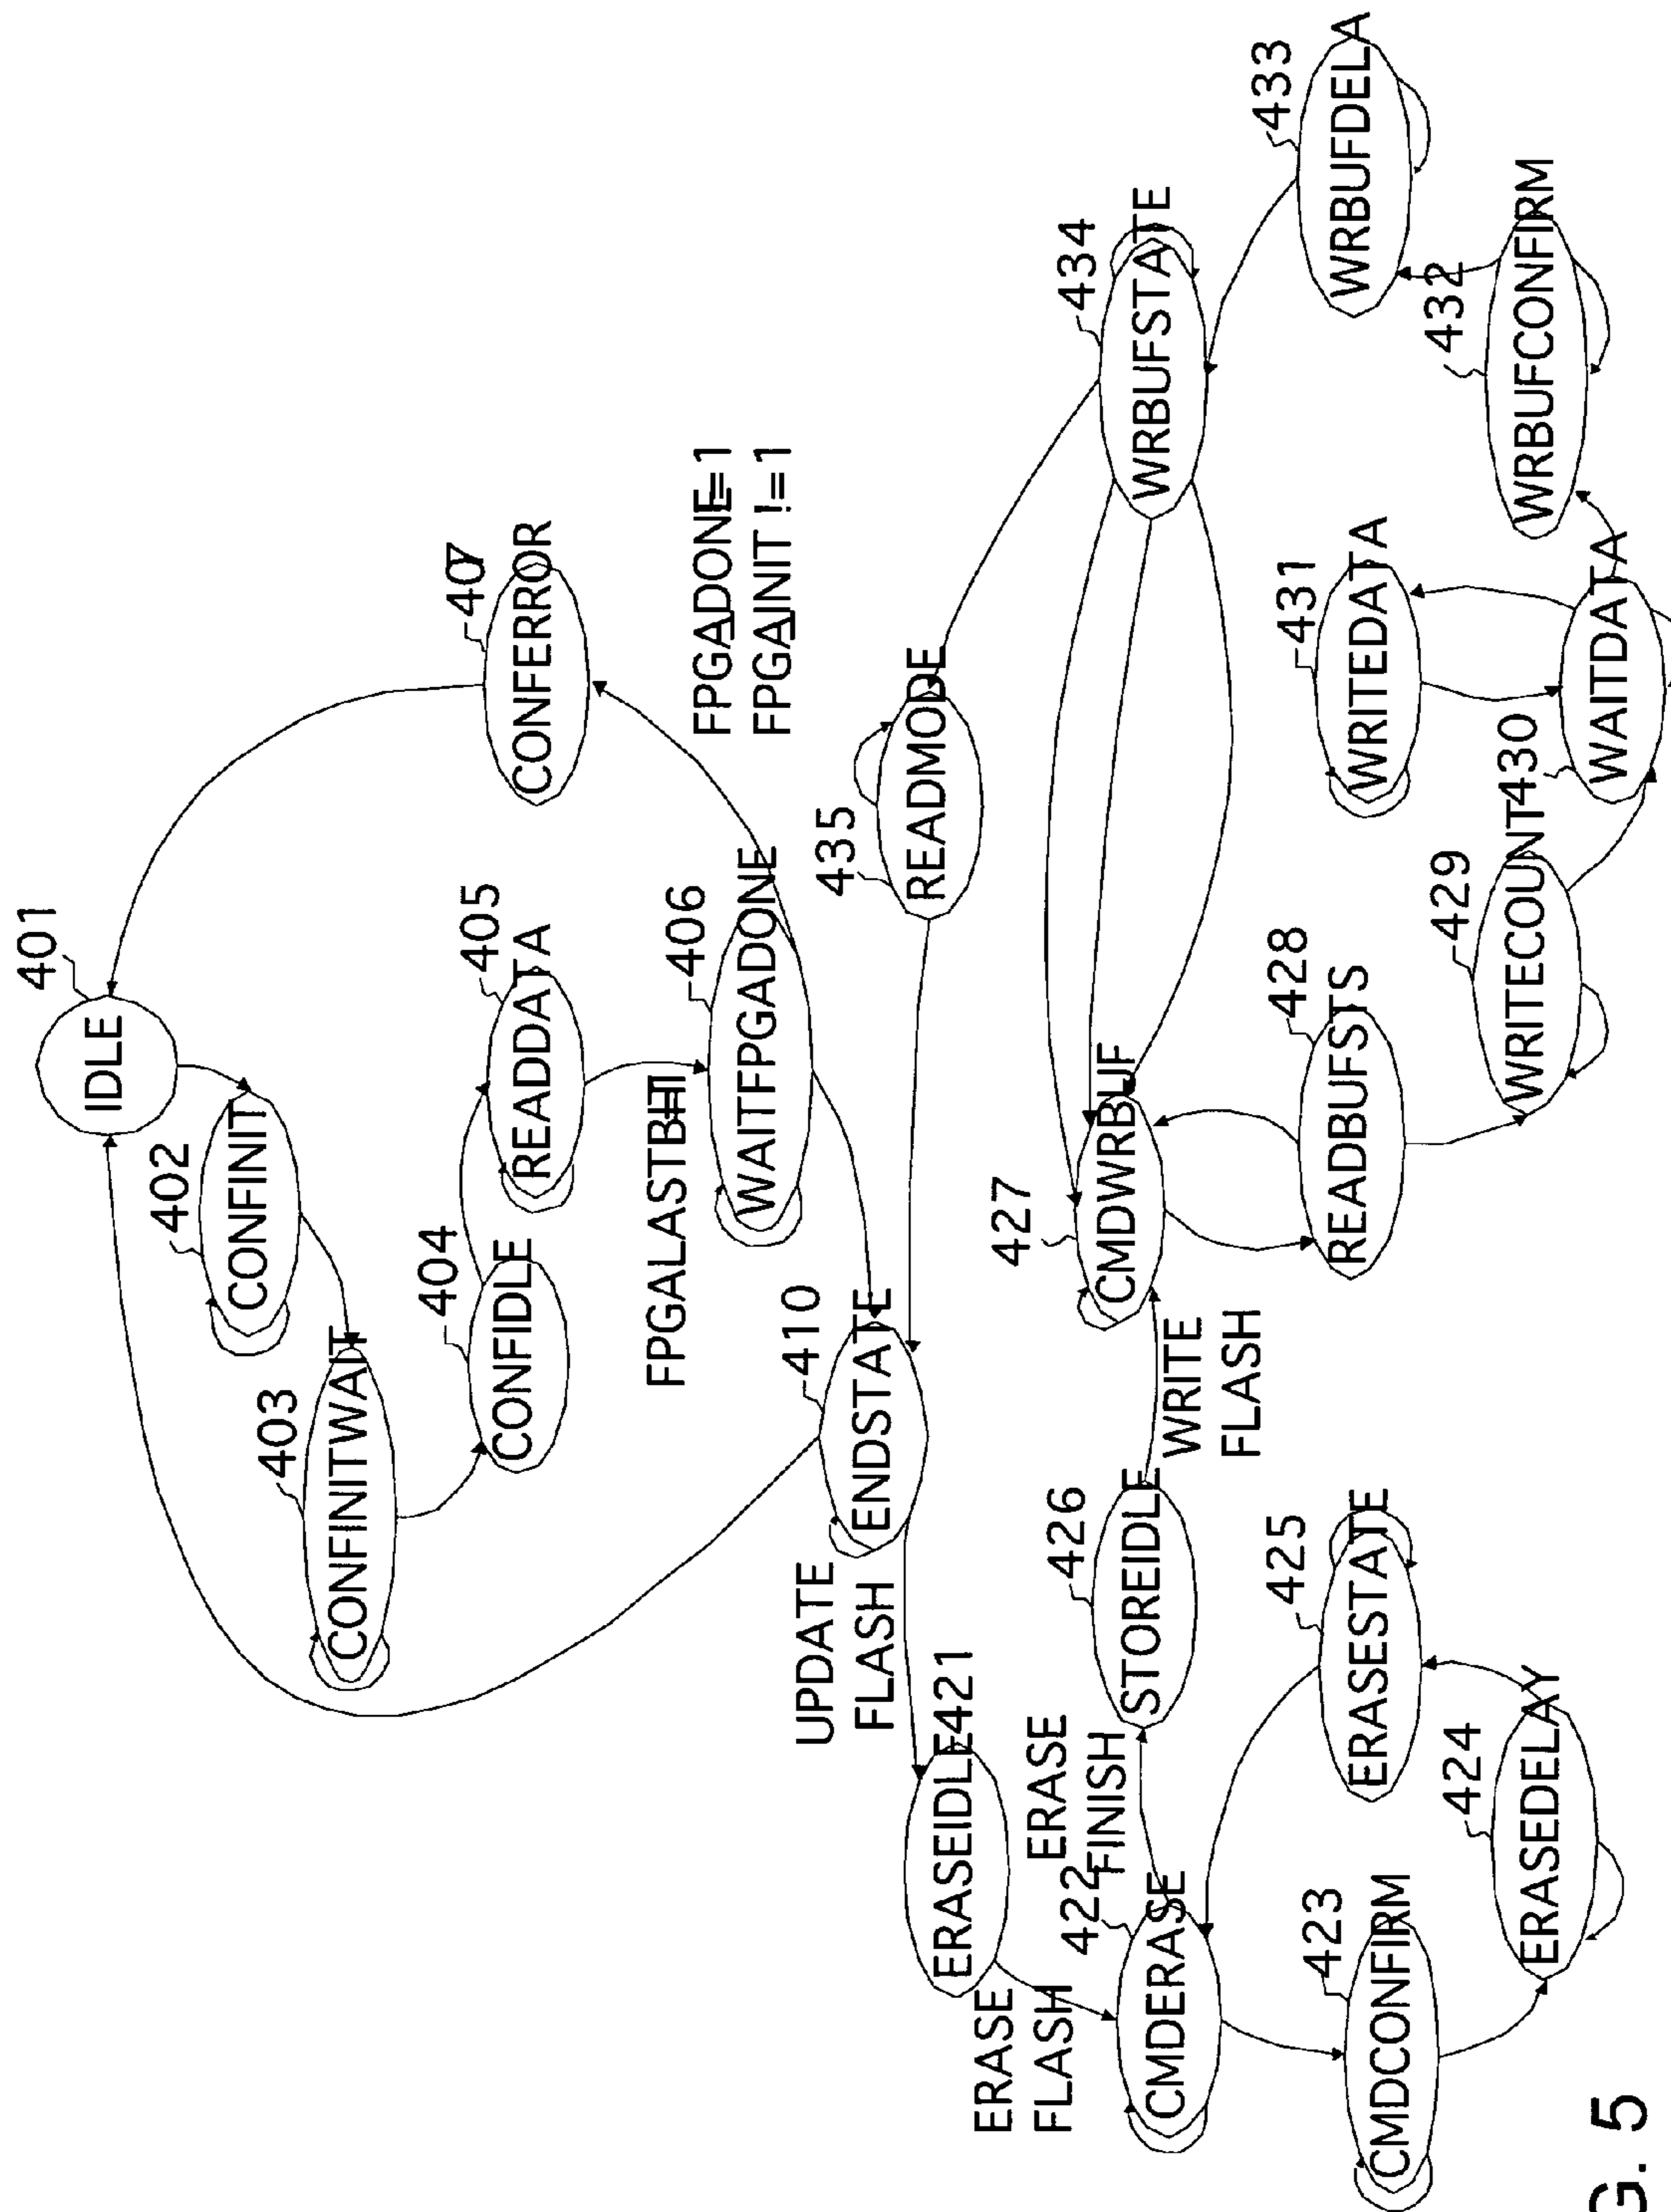 401
IDLE
402
CONFINIT
403
CONFINITWAIT
404
CONFIDLE
405
READDATA
407
CONFERROR
FPGALASTBIT
406
WAITFPGADONE
FPGADONE=1
FPGAINIT !=1
410
ENDSTATE
UPDATE
FLASH
435
READMODE
ERASEIDLE
421
ERASE
FLASH
422
CMDERASE
ERASE
FINISH
426
STOREIDLE
WRITE
FLASH
427
CMDWRBUF
434
WRBUFSTATE
423
CMDCONFIRM
424
ERASEDELAY
425
ERASESTATE
428
READBUFSTS
429
WRITECOUNT
430
WAITDATA
431
WRITEDATA
432
WRBUFCONFIRM
433
WRBUFDELA
G. 5